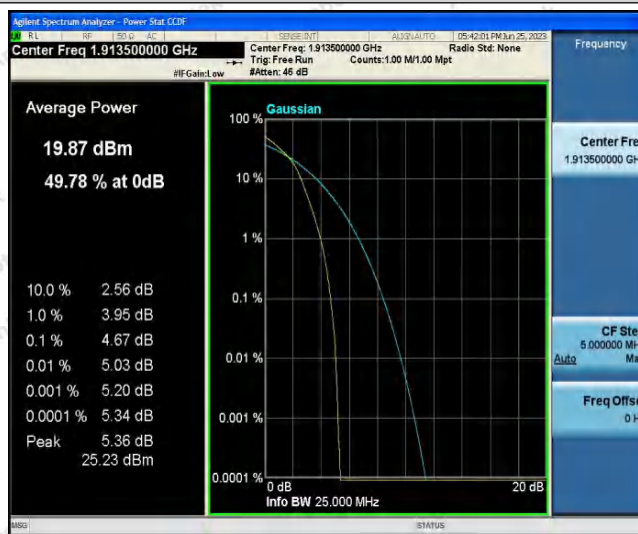 Agilent Spectrum Analyzer - Power Stat CCDF
RL RF 50 Ω AC SENSE:INT ALIGNAUTO 05:42:01 PM Jun 25, 2023
Center Freq 1.913500000 GHz
Center Freq: 1.913500000 GHz Radio Std: None
Trig: Free Run Counts:1.00 M/1.00 Mpt
#IFGain:Low #Atten: 46 dB
Frequency
Average Power
19.87 dBm
49.78 % at 0dB
10.0 % 2.56 dB
1.0 % 3.95 dB
0.1 % 4.67 dB
0.01 % 5.03 dB
0.001 % 5.20 dB
0.0001 % 5.34 dB
Peak 5.36 dB
25.23 dBm
Gaussian
100 %
10 %
1 %
0.1 %
0.01 %
0.001 %
0.0001 %
0 dB 20 dB
Info BW 25.000 MHz
Center Fre
1.913500000 GH
CF Ste
5.000000 MH
Auto Ma
Freq Offse
0 H
MSG STATUS